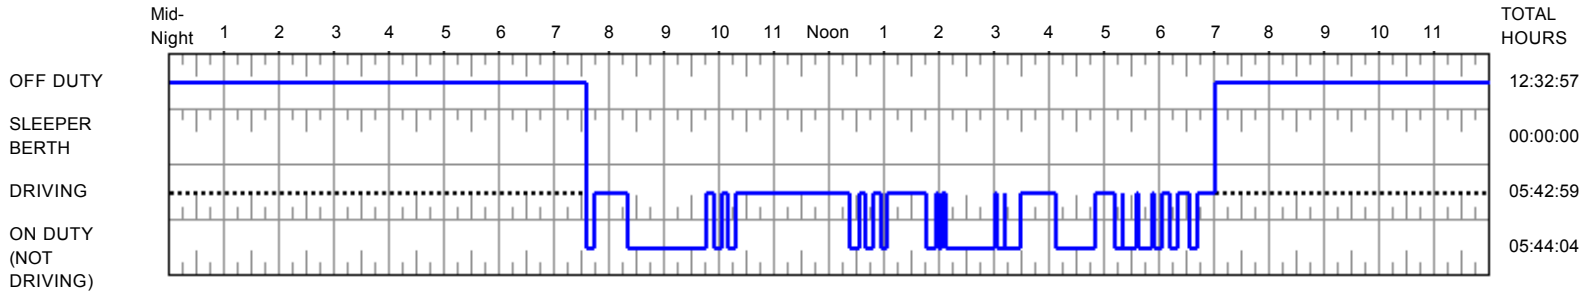 Mid-
Night 1 2 3 4 5 6 7 8 9 10 11 Noon 1 2 3 4 5 6 7 8 9 10 11
TOTAL
HOURS
OFF DUTY 12:32:57
SLEEPER
BERTH
00:00:00
DRIVING 05:42:59
ON DUTY
(NOT
DRIVING)
05:44:04